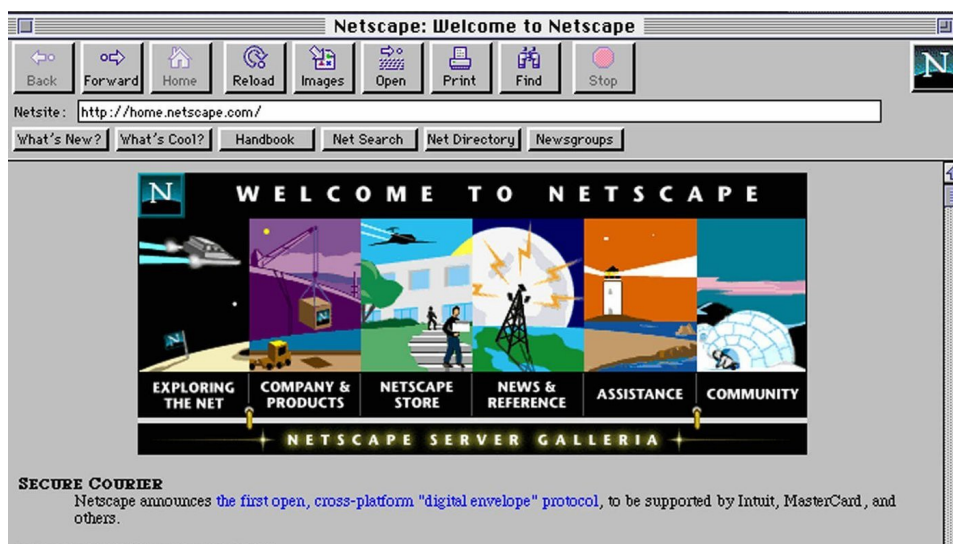 Netscape: Welcome to Netscape
Back Forward Home Reload Images Open Print Find Stop
N
Netsite: http://home.netscape.com/
What's New? What's Cool? Handbook Net Search Net Directory Newsgroups
N WELCOME TO NETSCAPE
N
N
EXPLORING THE NET
COMPANY & PRODUCTS
NETSCAPE STORE
NEWS & REFERENCE
ASSISTANCE
COMMUNITY
NETSCAPE SERVER GALLERIA
SECURE COURIER
Netscape announces the first open, cross-platform "digital envelope" protocol, to be supported by Intuit, MasterCard, and
others.